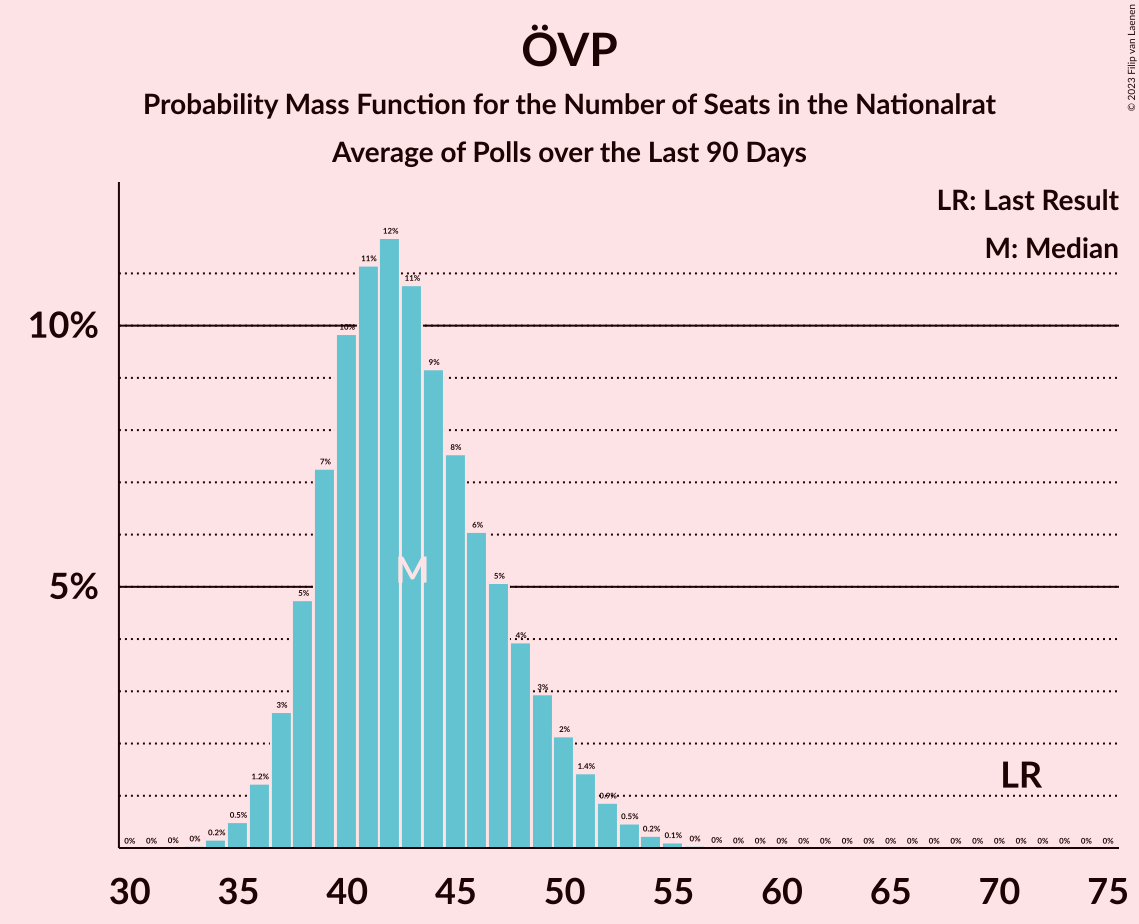 ÖVP
Probability Mass Function for the Number of Seats in the Nationalrat
Average of Polls over the Last 90 Days
© 2023 Filip van Laenen
LR: Last Result
M: Median
10%
5%
0% 0% 0% 0% 0.2% 0.5% 1.2% 3% 5% 7% 10% 11% 12% 11% 9% 8% 6% 5% 4% 3% 2% 1.4% 0.9% 0.5% 0.2% 0.1% 0% 0% 0% 0% 0% 0% 0% 0% 0% 0% 0% 0% 0% 0% 0% 0% 0% 0% 0% 0%
M
LR
30 35 40 45 50 55 60 65 70 75